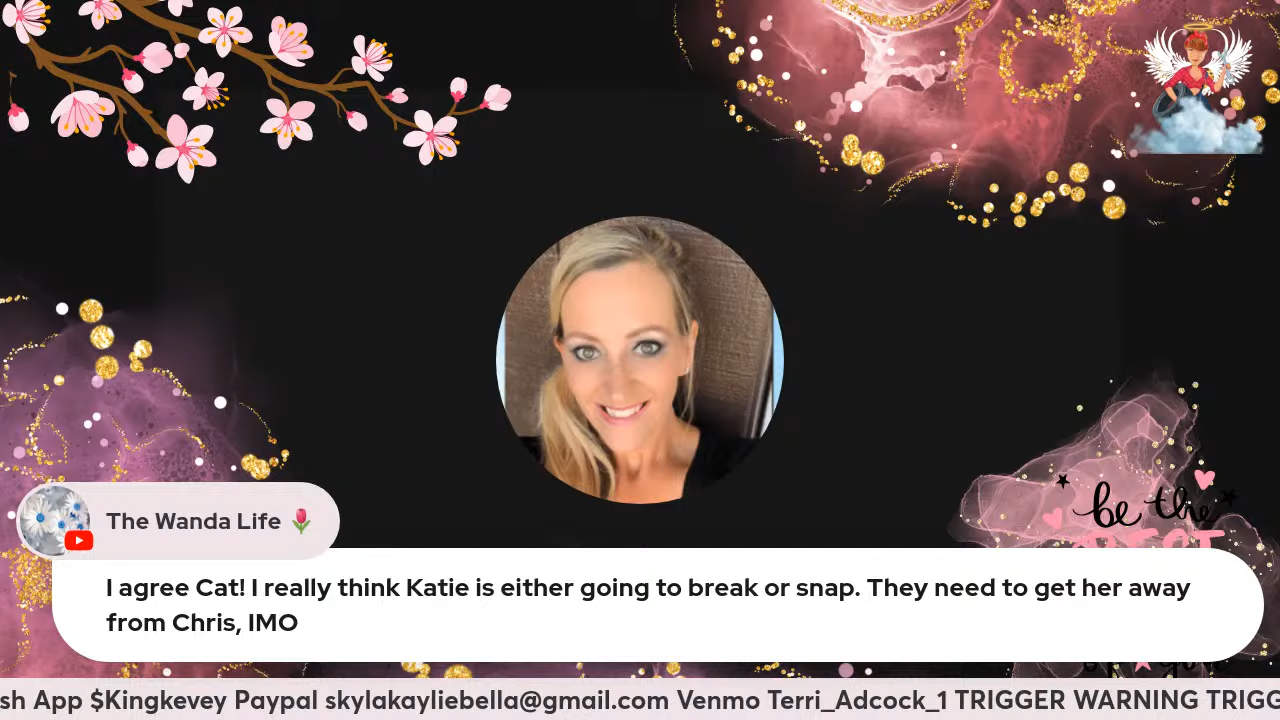 be the
The Wanda Life 🌷
I agree Cat! I really think Katie is either going to break or snap. They need to get her away
from Chris, IMO
sh App $Kingkevey Paypal skylakayliebella@gmail.com Venmo Terri_Adcock_1 TRIGGER WARNING TRIGG